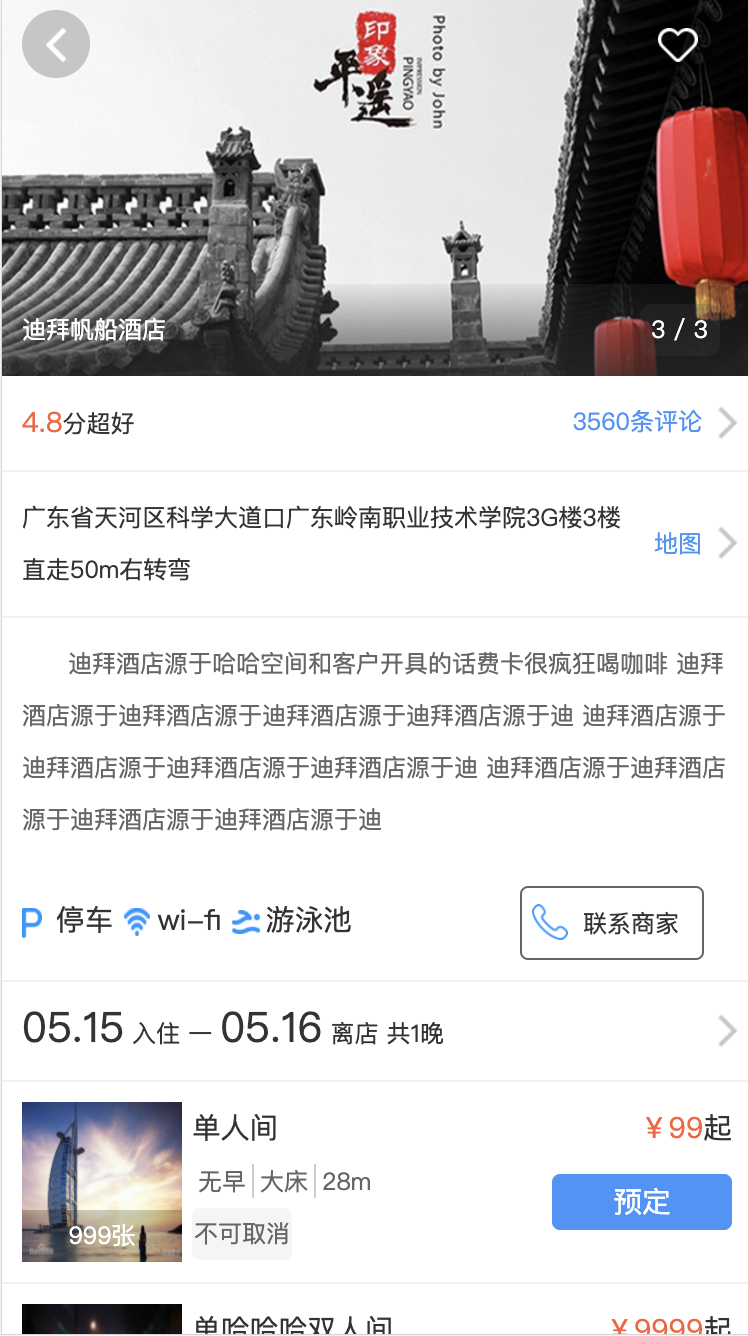 印象
平遥
IMPRESSION
PINGYAO
Photo by John
迪拜帆船酒店
3 / 3
4.8分超好
3560条评论
广东省天河区科学大道口广东岭南职业技术学院3G楼3楼
直走50m右转弯
地图
迪拜酒店源于哈哈空间和客户开具的话费卡很疯狂喝咖啡 迪拜
酒店源于迪拜酒店源于迪拜酒店源于迪拜酒店源于迪 迪拜酒店源于
迪拜酒店源于迪拜酒店源于迪拜酒店源于迪 迪拜酒店源于迪拜酒店
源于迪拜酒店源于迪拜酒店源于迪
P 停车 wi-fi 游泳池
联系商家
05.15 入住 — 05.16 离店 共1晚
单人间
¥99起
无早 大床 28m
预定
不可取消
999张
单哈哈哈双人间
¥9999起